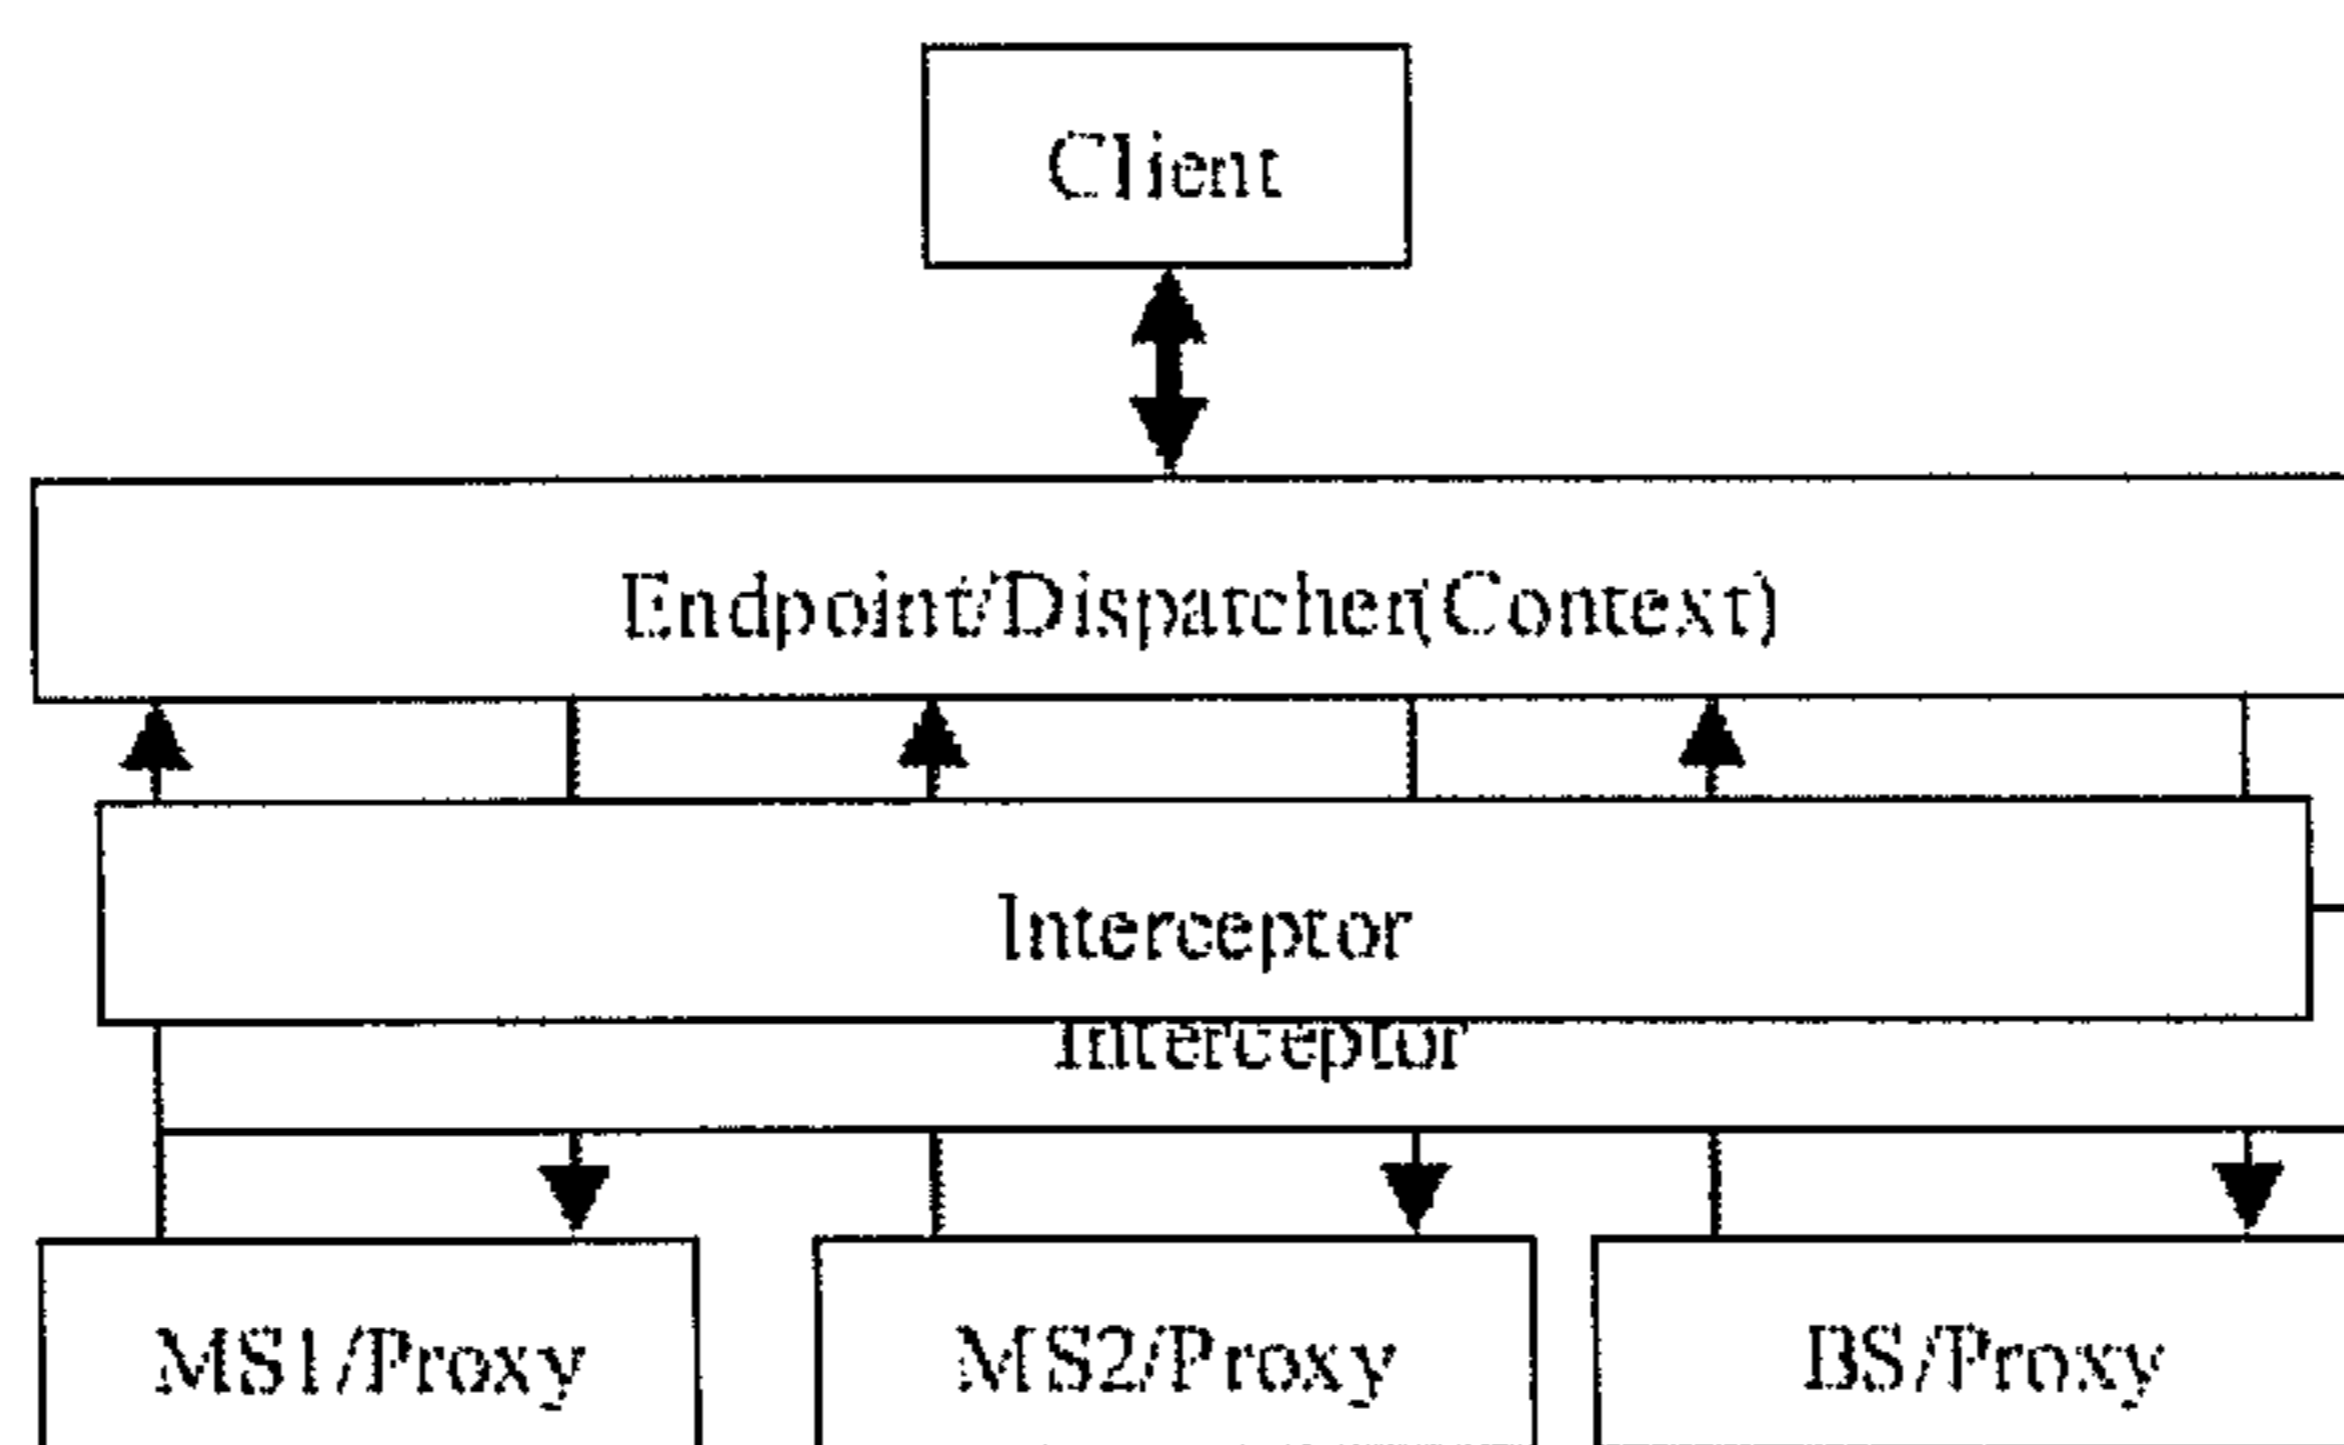 Client
Endpoint/Dispatcher(Context)
Interceptor
Interceptor
MS1/Proxy
MS2/Proxy
BS/Proxy